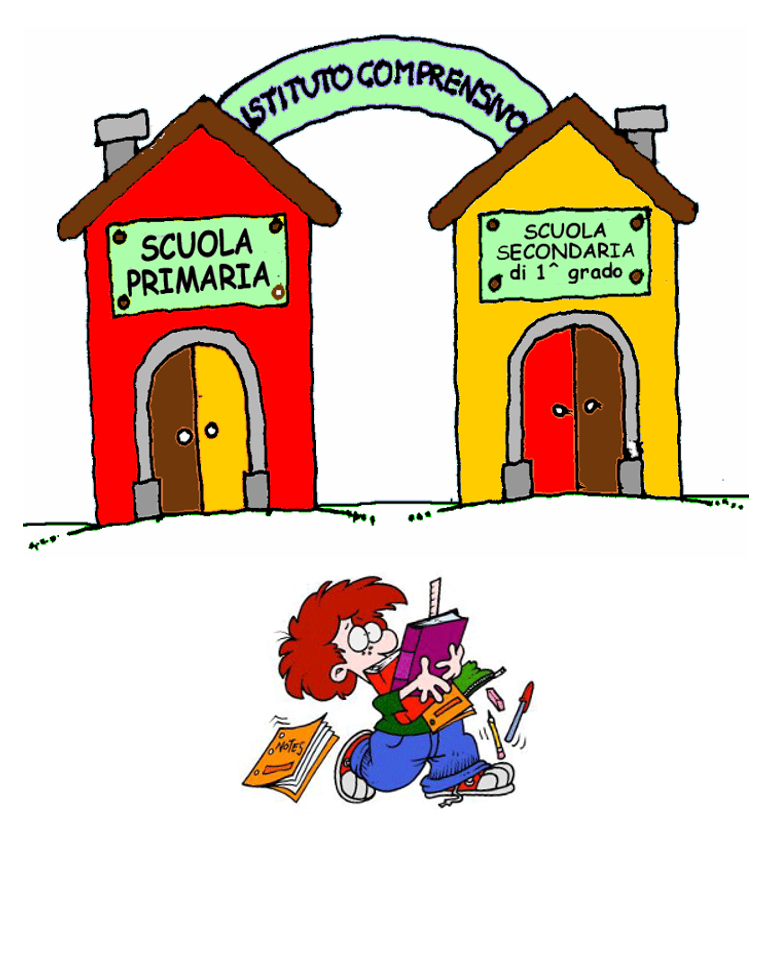 ISTITUTO COMPRENSIVO
SCUOLA
PRIMARIA
SCUOLA
SECONDARIA
di 1^ grado
NOTES